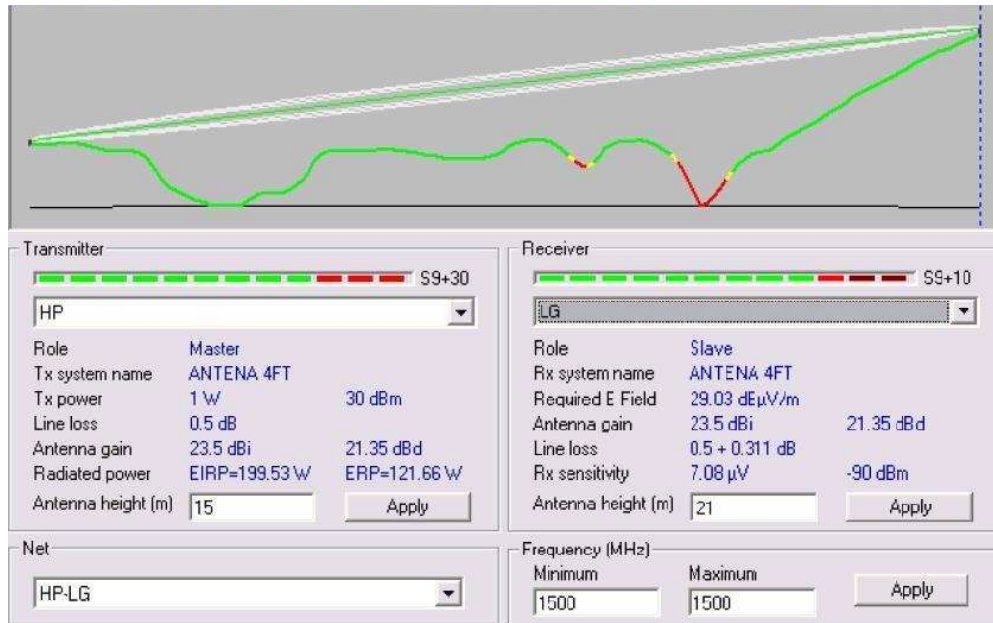 Transmitter
S9+30
HP
Role Master
Tx system name ANTENA 4FT
Tx power 1 W 30 dBm
Line loss 0.5 dB
Antenna gain 23.5 dBi 21.35 dBd
Radiated power EIRP=199.53 W ERP=121.66 W
Antenna height (m) 15 Apply
Receiver
S9+10
LG
Role Slave
Rx system name ANTENA 4FT
Required E Field 29.03 dBµV/m
Antenna gain 23.5 dBi 21.35 dBd
Line loss 0.5 + 0.311 dB
Rx sensitivity 7.08 µV -90 dBm
Antenna height (m) 21 Apply
Net
HP-LG
Frequency (MHz)
Minimum Maximum
1500 1500 Apply